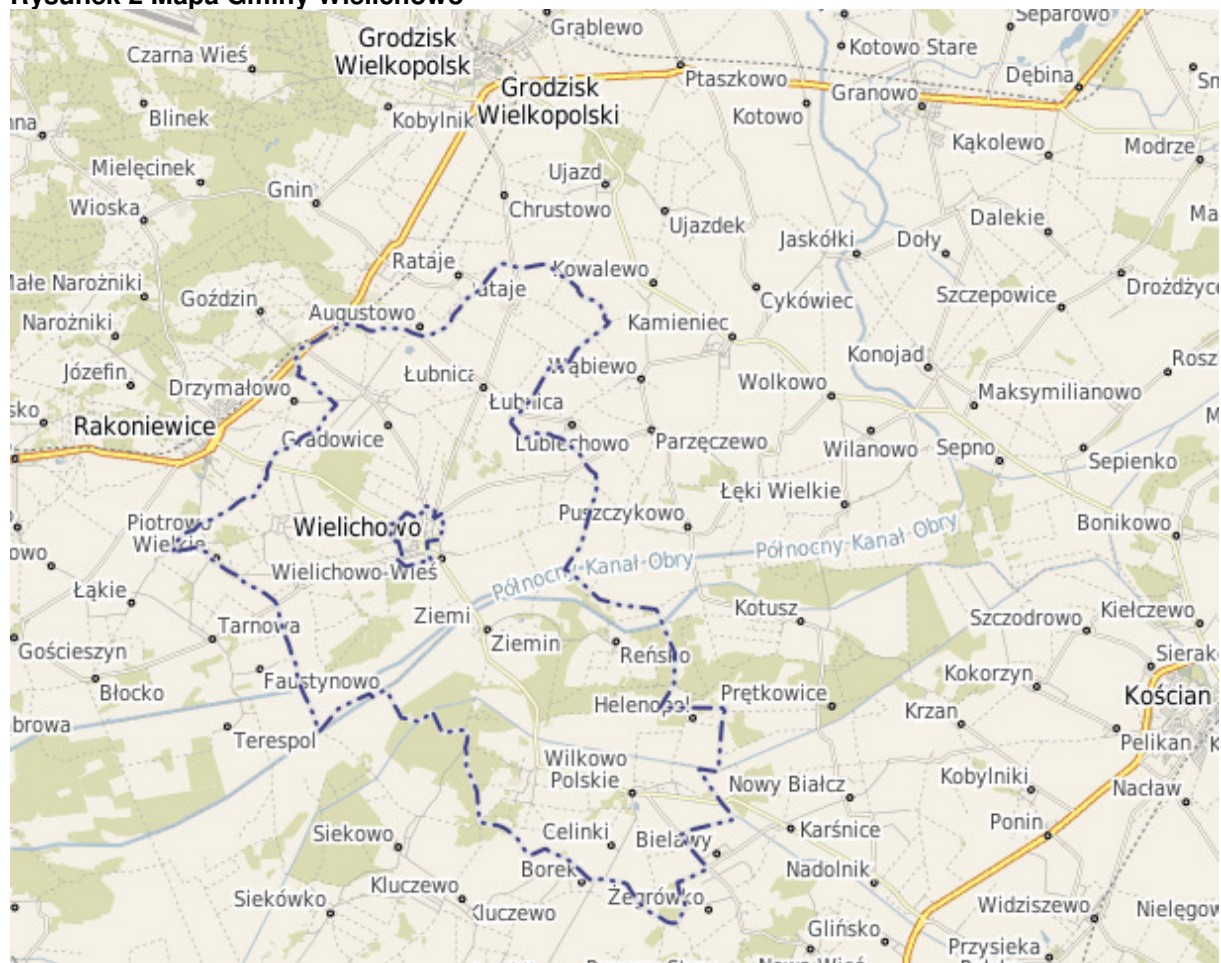 Rysunek 2 Mapa Gminy Wielichowo
Separowo
Grąblewo
Grodzisk
Wielkopolsk
Kotowo Stare
Czarna Wieś
Ptaszkowo
Dębina
Grodzisk
Wielkopolski
Granowo
Blinek
Kobylnik
Kotowo
Kąkolewo
Modrze
Mielęcinek
Ujazd
Gnin
Wioska
Chrustowo
Ujazdek
Dalekie
Jaskółki
Doły
Rataje
Kowalewo
Małe Narożniki
Goździn
Cykówiec
Szczepowice
Augustowo
Narożniki
Kamieniec
Konojad
Józefin
Drzymałowo
Łubnica
Wąbiewo
Wolkowo
Maksymilianowo
Łubnica
Rakoniewice
Gradowice
Lubiechowo
Parzęczewo
Wilanowo
Sepno
Sepienko
Łęki Wielkie
Piotrowo
Wielkie
Wielichowo
Puszczykowo
Bonikowo
Północny-Kanał-Obry
Wielichowo-Wieś
Północny-Kanał-Obry
Łąkie
Ziemi
Kotusz
Szczodrowo
Kiełczewo
Tarnowa
Ziemin
Gościeszyn
Reńsko
Błocko
Faustynowo
Kokorzyn
Helenopol
Prętkowice
Kościan
Krzan
Terespol
Pelikan
Wilkowo
Polskie
Nowy Białcz
Kobylniki
Nacław
Siekowo
Celinki
Bielawy
Karśnice
Ponin
Borek
Nadolnik
Kluczewo
Siekówko
Kluczewo
Żegrówko
Widziszewo
Glińsko
Przysieka